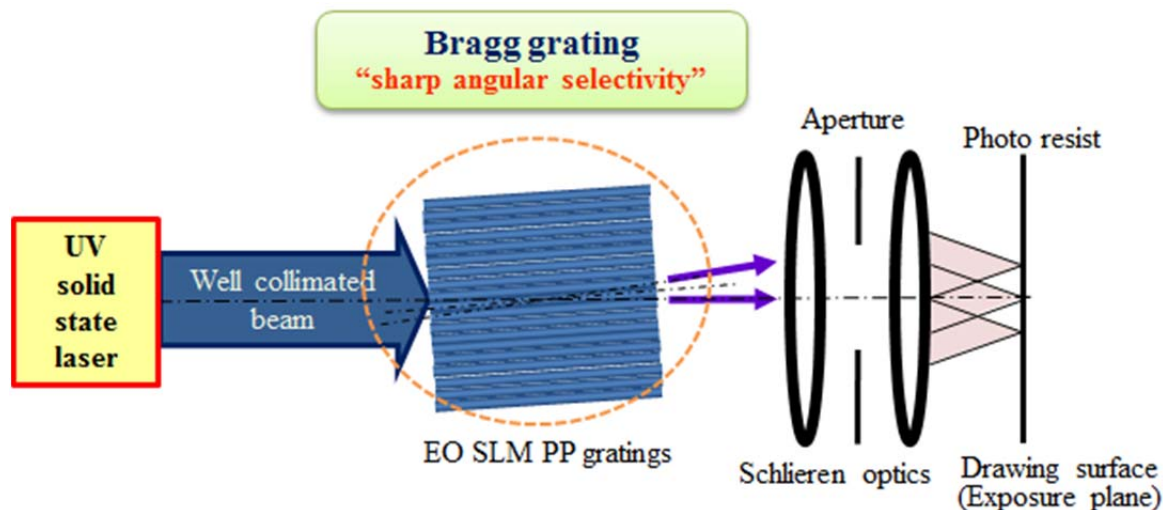 Bragg grating
“sharp angular selectivity”
Aperture
Photo resist
UV
solid
state
laser
Well collimated
beam
EO SLM PP gratings
Schlieren optics
Drawing surface
(Exposure plane)